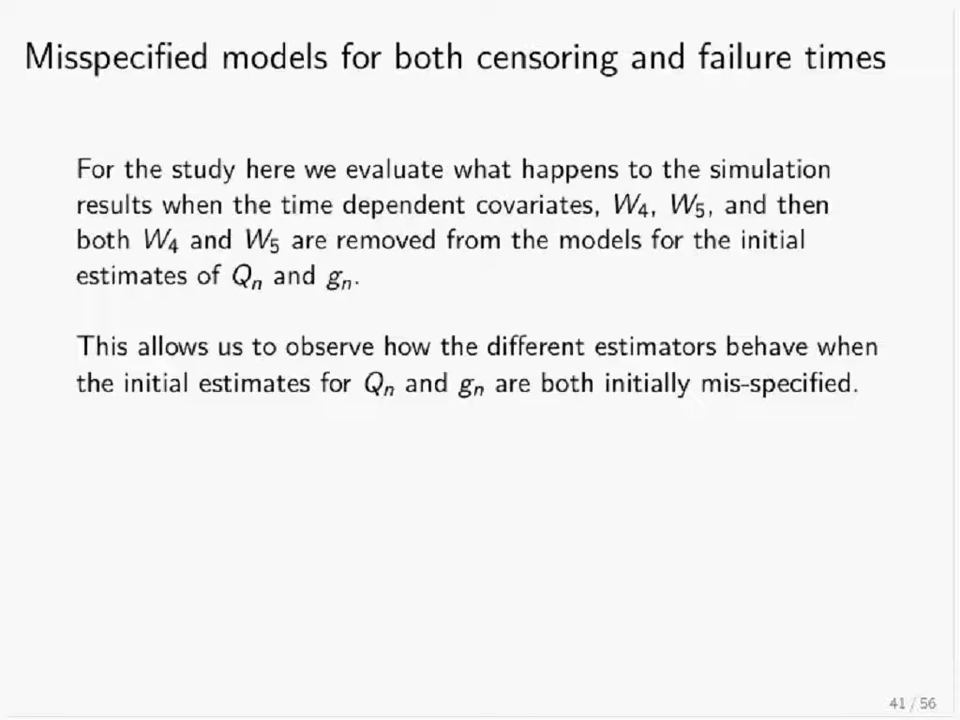 Misspecified models for both censoring and failure times
For the study here we evaluate what happens to the simulation
results when the time dependent covariates, W₄, W₅, and then
both W₄ and W₅ are removed from the models for the initial
estimates of Qₙ and gₙ.
This allows us to observe how the different estimators behave when
the initial estimates for Qₙ and gₙ are both initially mis-specified.
41 / 56